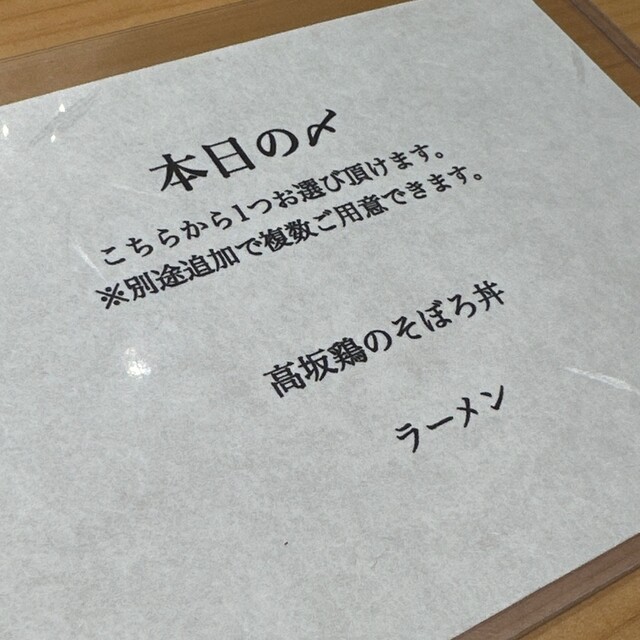 本日の〆
こちらから1つお選び頂けます。
※別途追加で複数ご用意できます。
高坂鶏のそぼろ丼
ラーメン